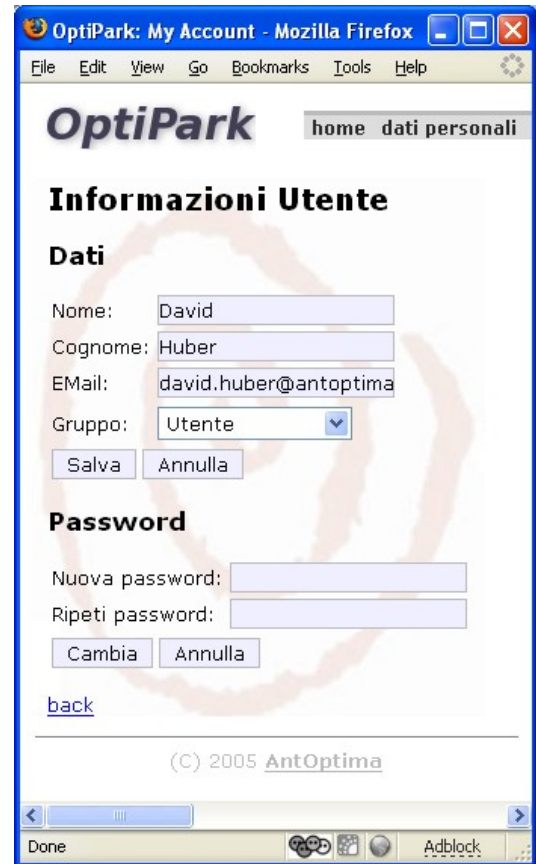 OptiPark: My Account - Mozilla Firefox
File Edit View Go Bookmarks Tools Help
OptiPark home dati personali
Informazioni Utente
Dati
Nome: David
Cognome: Huber
EMail: david.huber@antoptima
Gruppo: Utente
Salva Annulla
Password
Nuova password:
Ripeti password:
Cambia Annulla
back
(C) 2005 AntOptima
Done Adblock